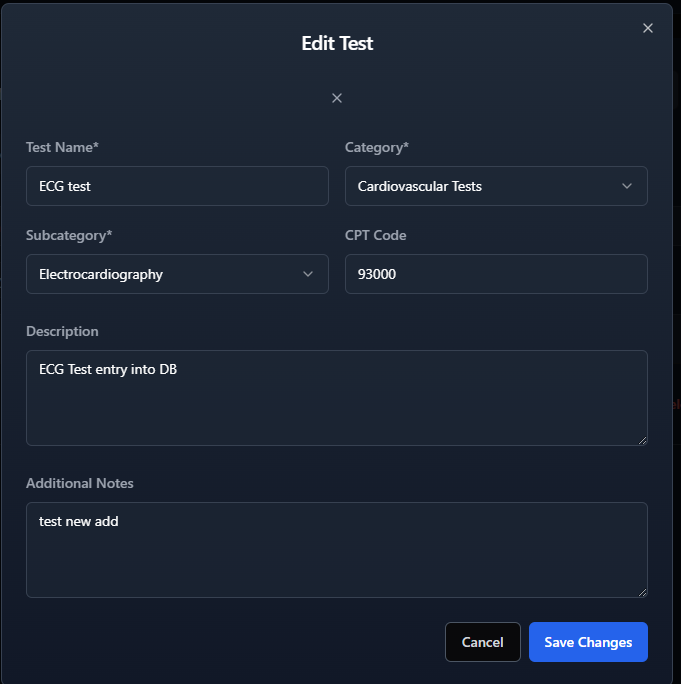 Edit Test
Test Name*
Category*
ECG test
Cardiovascular Tests
Subcategory*
CPT Code
Electrocardiography
93000
Description
ECG Test entry into DB
Additional Notes
test new add
Cancel
Save Changes